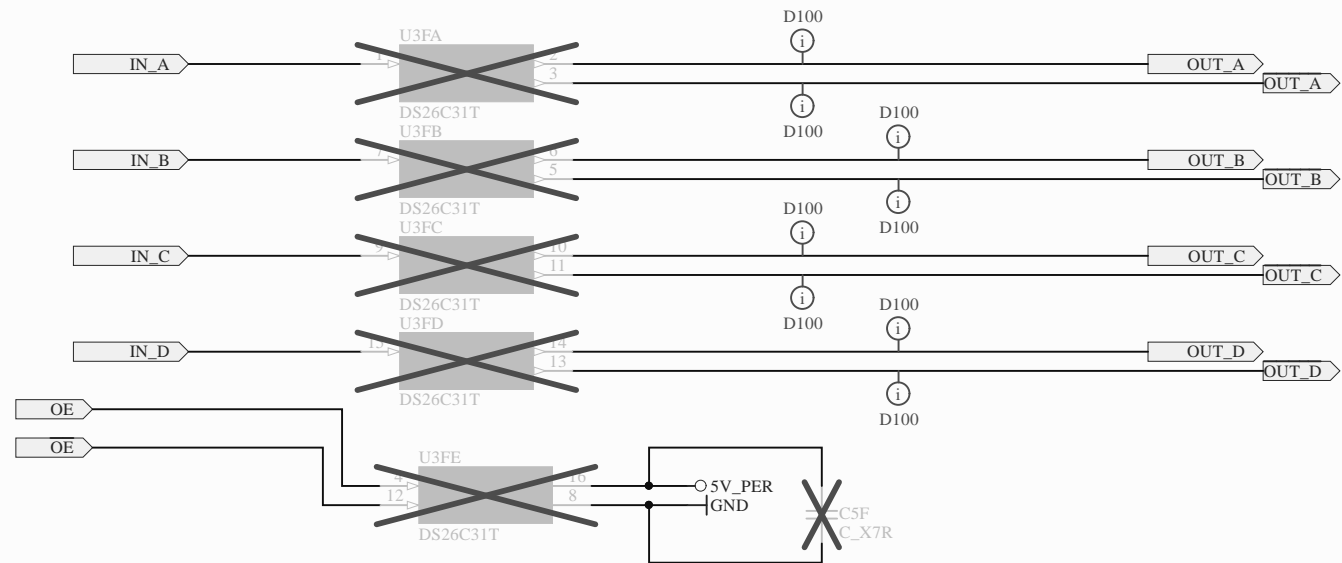 D100
U3FA
IN_A
1
2
OUT_A
3
OUT_A
DS26C31T
D100
D100
U3FB
IN_B
7
6
OUT_B
5
OUT_B
DS26C31T
D100
D100
U3FC
IN_C
9
10
OUT_C
11
OUT_C
DS26C31T
D100
D100
U3FD
IN_D
15
14
OUT_D
13
OUT_D
DS26C31T
D100
OE
OE
U3FE
4
16
5V_PER
12
8
GND
C5F
C_X7R
DS26C31T